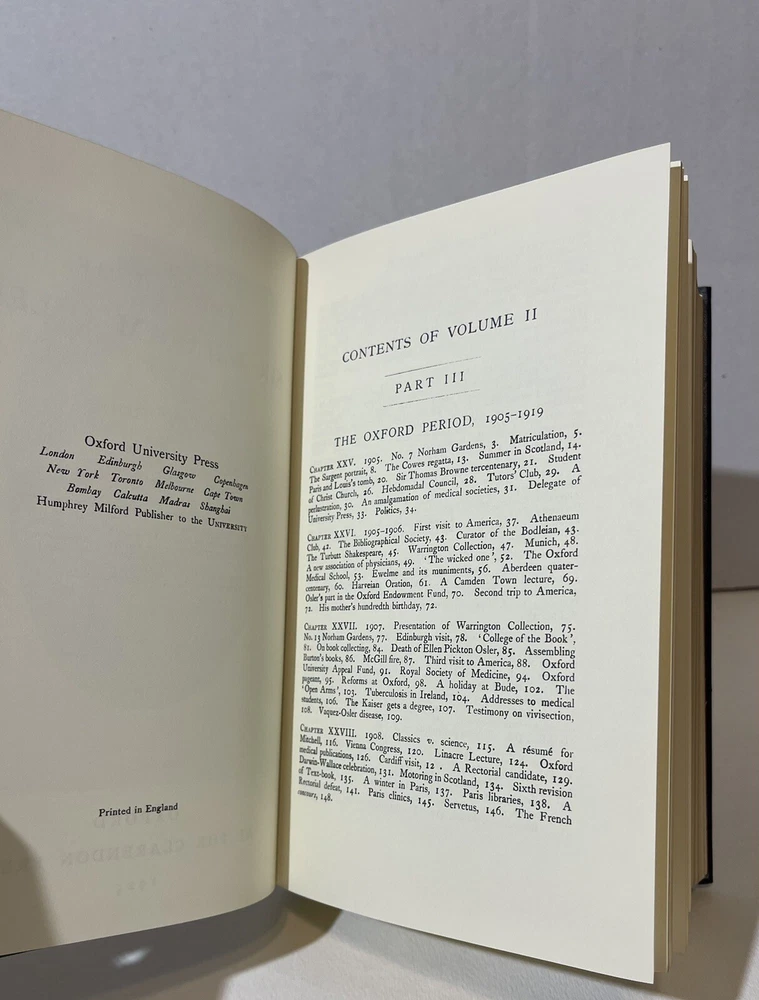 Oxford University Press
London Edinburgh Glasgow Copenhagen
New York Toronto Melbourne Cape Town
Bombay Calcutta Madras Shanghai
Humphrey Milford Publisher to the UNIVERSITY
Printed in England
CONTENTS OF VOLUME II
PART III
THE OXFORD PERIOD, 1905–1919
CHAPTER XXV. 1905. No. 7 Norham Gardens, 3. Matriculation, 5.
The Sargent portrait, 8. The Cowes regatta, 13. Summer in Scotland, 14.
Paris and Louis's tomb, 20. Sir Thomas Browne tercentenary, 21. Student
of Christ Church, 26. Hebdomadal Council, 28. Tutors' Club, 29. A
perlustration, 30. An amalgamation of medical societies, 31. Delegate of
University Press, 33. Politics, 34.
CHAPTER XXVI. 1905–1906. First visit to America, 37. Athenaeum
Club, 42. The Bibliographical Society, 43. Curator of the Bodleian, 43.
The Turbutt Shakespeare, 45. Warrington Collection, 47. Munich, 48.
A new association of physicians, 49. 'The wicked one', 52. The Oxford
Medical School, 53. Ewelme and its muniments, 56. Aberdeen quater-
centenary, 60. Harveian Oration, 61. A Camden Town lecture, 69.
Osler's part in the Oxford Endowment Fund, 70. Second trip to America,
72. His mother's hundredth birthday, 72.
CHAPTER XXVII. 1907. Presentation of Warrington Collection, 75.
No. 13 Norham Gardens, 77. Edinburgh visit, 78. 'College of the Book',
81. On book collecting, 84. Death of Ellen Pickton Osler, 85. Assembling
Burton's books, 86. McGill fire, 87. Third visit to America, 88. Oxford
University Appeal Fund, 91. Royal Society of Medicine, 94. Oxford
pageant, 95. Reforms at Oxford, 98. A holiday at Bude, 102. The
'Open Arms', 103. Tuberculosis in Ireland, 104. Addresses to medical
students, 106. The Kaiser gets a degree, 107. Testimony on vivisection,
108. Vaquez-Osler disease, 109.
CHAPTER XXVIII. 1908. Classics v. science, 115. A résumé for
Mitchell, 116. Vienna Congress, 120. Linacre Lecture, 124. Oxford
medical publications, 126. Cardiff visit, 12 . A Rectorial candidate, 129.
Darwin-Wallace celebration, 131. Motoring in Scotland, 134. Sixth revision
of Text-book, 135. A winter in Paris, 137. Paris libraries, 138. A
Rectorial defeat, 141. Paris clinics, 145. Servetus, 146. The French
148.